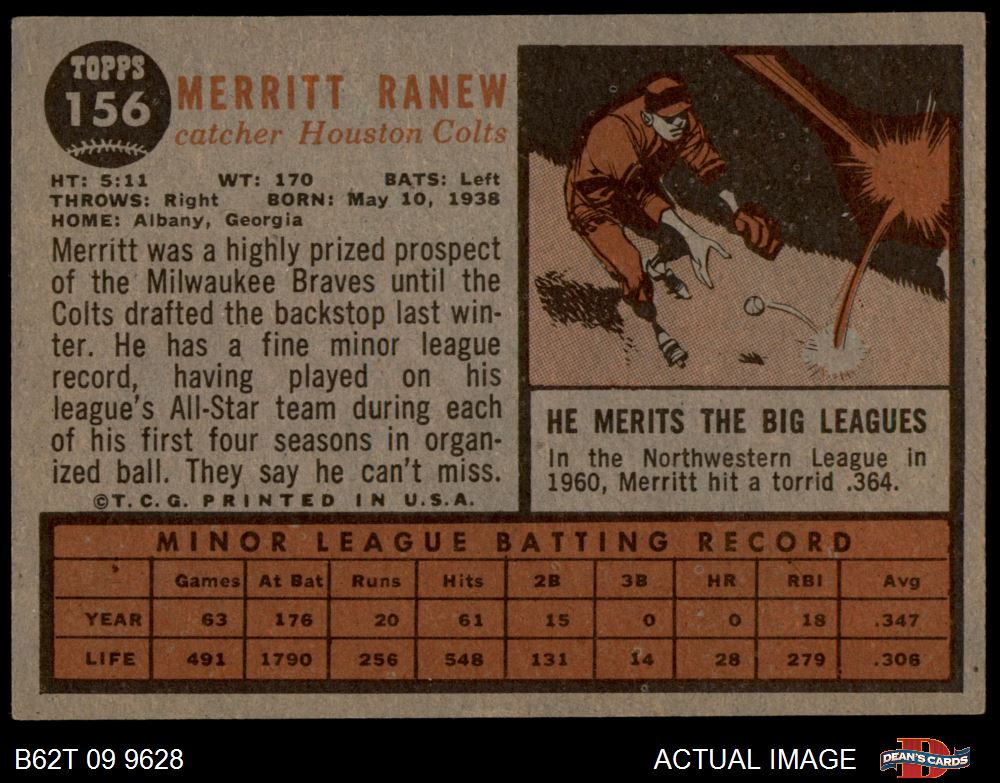 TOPPS
156
MERRITT RANEW
catcher Houston Colts
HT: 5:11 WT: 170 BATS: Left
THROWS: Right BORN: May 10, 1938
HOME: Albany, Georgia
Merritt was a highly prized prospect
of the Milwaukee Braves until the
Colts drafted the backstop last win-
ter. He has a fine minor league
record, having played on his
league's All-Star team during each
of his first four seasons in organ-
ized ball. They say he can't miss.
©T.C.G. PRINTED IN U.S.A.
HE MERITS THE BIG LEAGUES
In the Northwestern League in
1960, Merritt hit a torrid .364.
MINOR LEAGUE BATTING RECORD
Games At Bat Runs Hits 2B 3B HR RBI Avg
YEAR 63 176 20 61 15 0 0 18 .347
LIFE 491 1790 256 548 131 14 28 279 .306
B62T 09 9628 ACTUAL IMAGE
D
DEAN'S CARDS